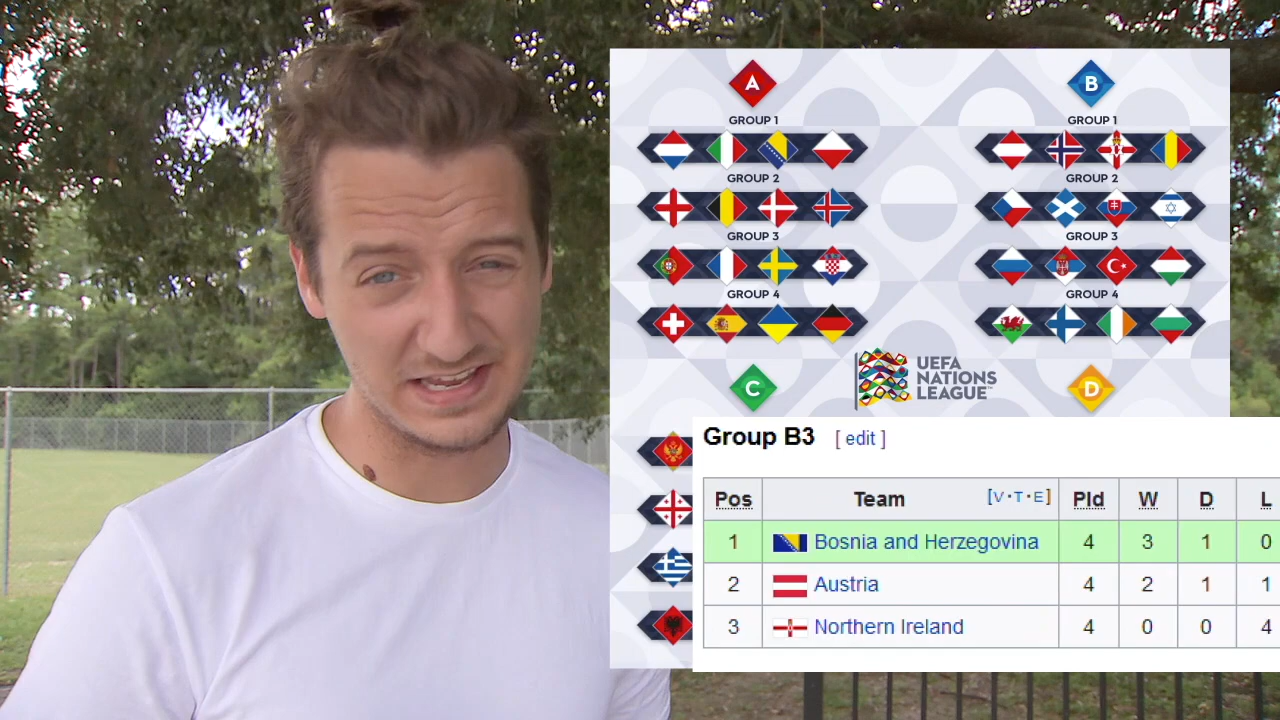 A
B
GROUP 1
GROUP 1
GROUP 2
GROUP 2
GROUP 3
GROUP 3
GROUP 4
GROUP 4
UEFA
NATIONS
LEAGUE™
C
D
Group B3 [ edit ]
Pos Team [V·T·E] Pld W D L
1 Bosnia and Herzegovina 4 3 1 0
2 Austria 4 2 1 1
3 Northern Ireland 4 0 0 4